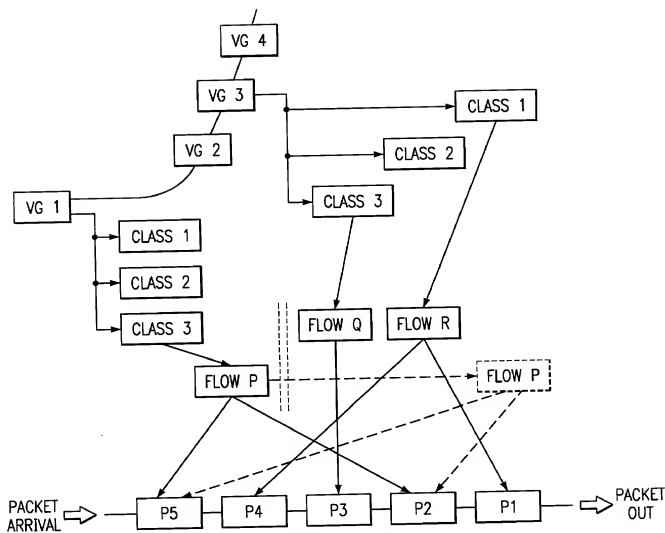 VG 4
VG 3
CLASS 1
VG 2
CLASS 2
VG 1
CLASS 3
CLASS 1
CLASS 2
CLASS 3
FLOW Q
FLOW R
FLOW P
FLOW P
PACKET
ARRIVAL
P5
P4
P3
P2
P1
PACKET
OUT